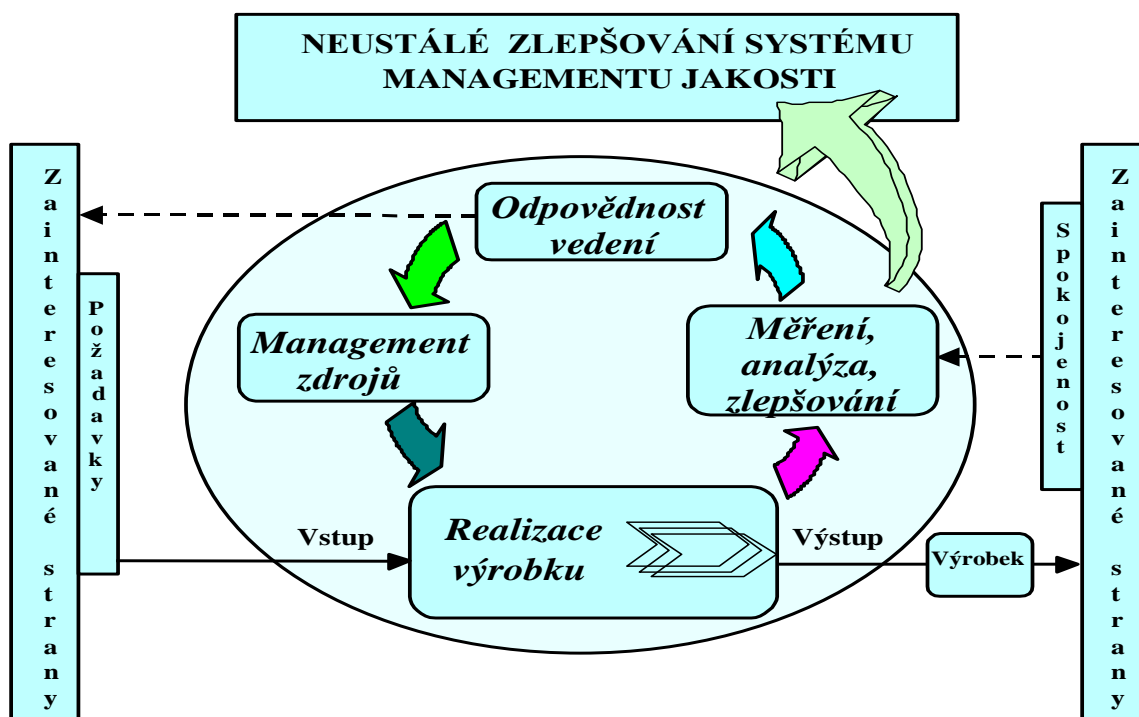 NEUSTÁLÉ ZLEPŠOVÁNÍ SYSTÉMU
MANAGEMENTU JAKOSTI
Zainteresované strany
Požadavky
Odpovědnost
vedení
Management
zdrojů
Měření,
analýza,
zlepšování
Spokojenost
Zainteresované strany
Vstup
Realizace
výrobku
Výstup
Výrobek